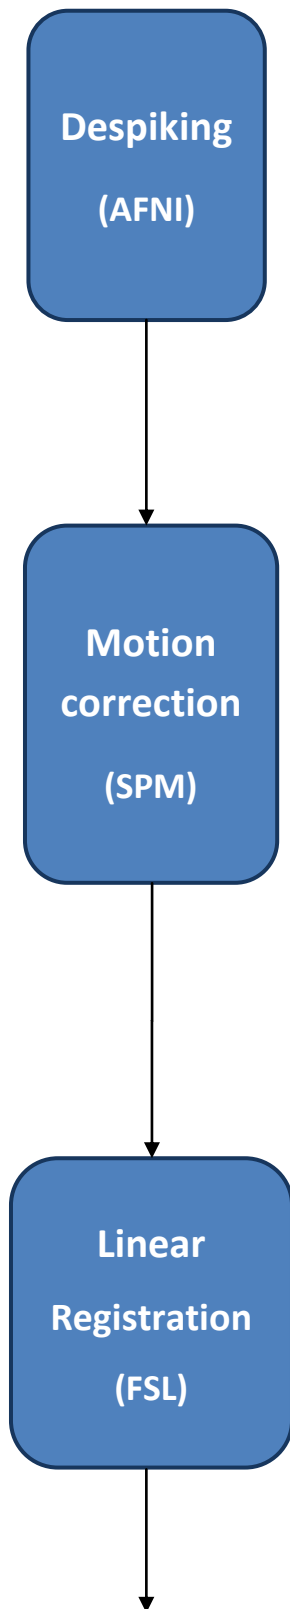 Despiking
(AFNI)
Motion
correction
(SPM)
Linear
Registration
(FSL)